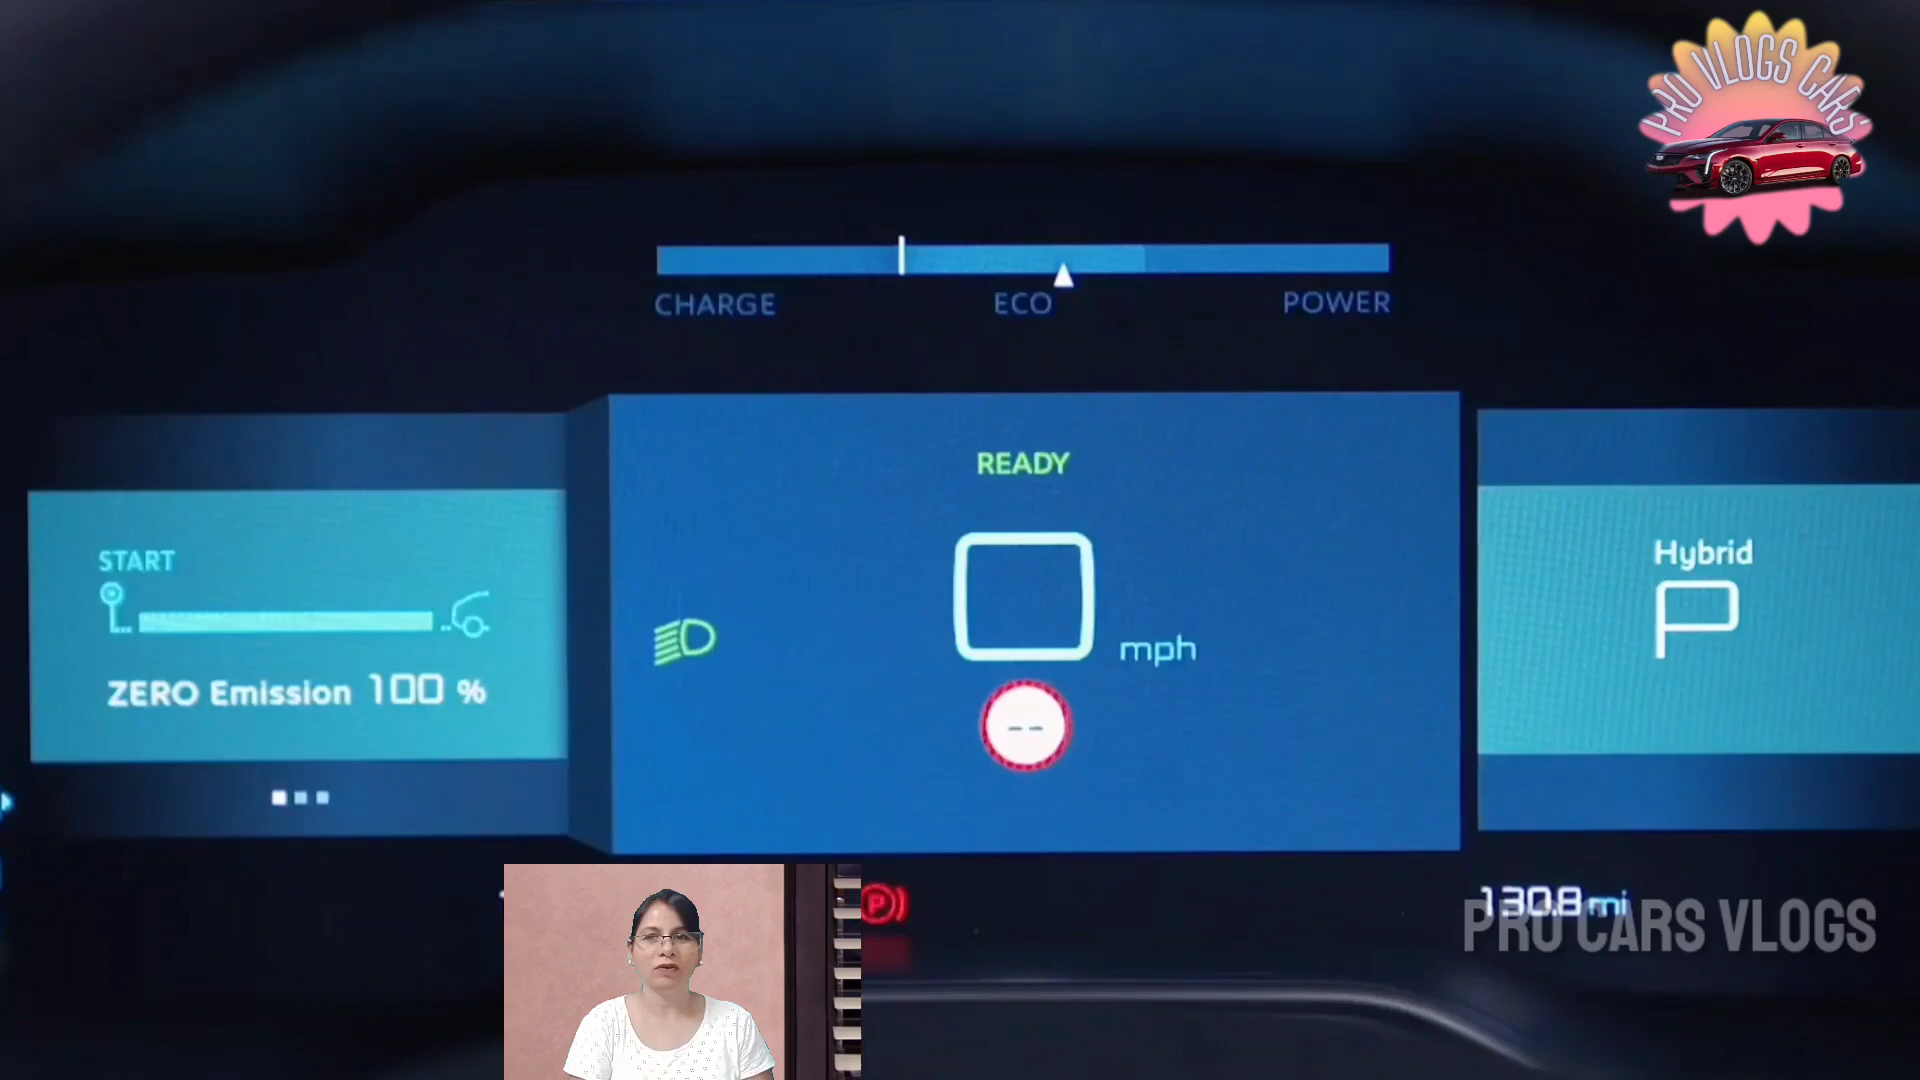 PRO VLOGS CARS
CHARGE
ECO
POWER
READY
START
ZERO Emission 100 %
0 mph
--
Hybrid
P
P
130.8 mi
PRO CARS VLOGS